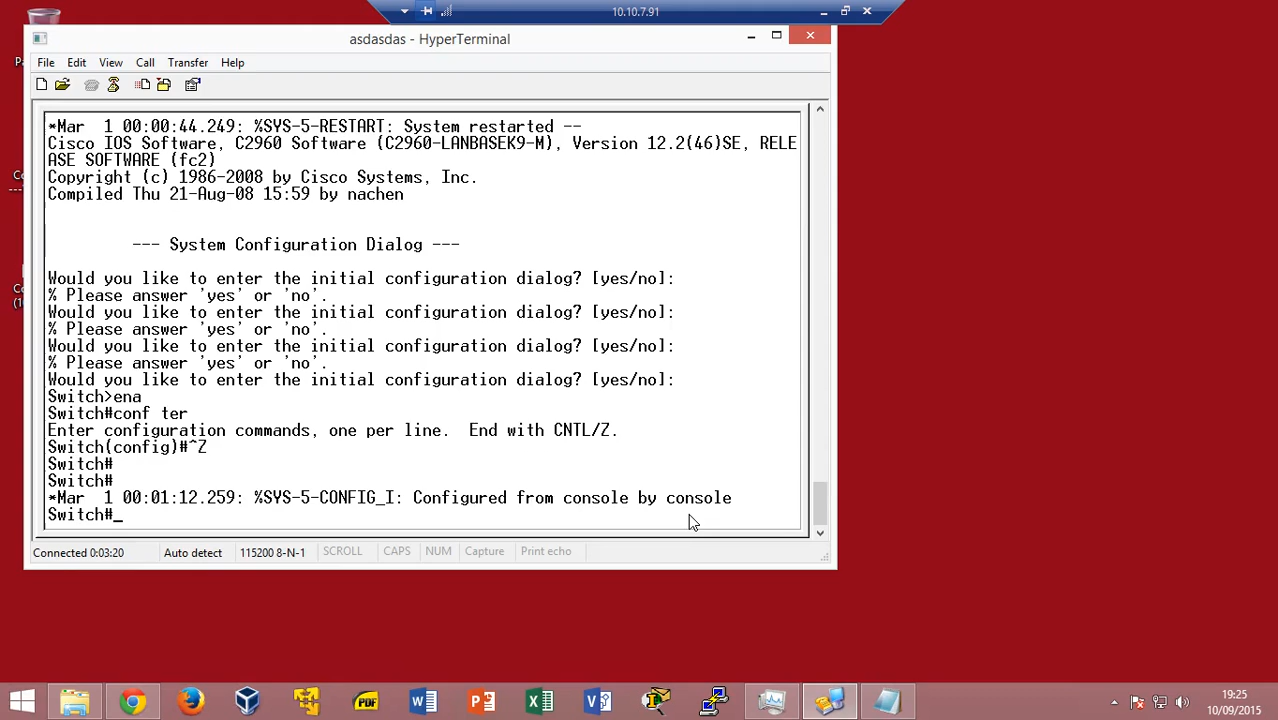 10.10.7.91
asdasdas - HyperTerminal
File Edit View Call Transfer Help
*Mar 1 00:00:44.249: %SYS-5-RESTART: System restarted --
Cisco IOS Software, C2960 Software (C2960-LANBASEK9-M), Version 12.2(46)SE, RELE
ASE SOFTWARE (fc2)
Copyright (c) 1986-2008 by Cisco Systems, Inc.
Compiled Thu 21-Aug-08 15:59 by nachen
--- System Configuration Dialog ---
Would you like to enter the initial configuration dialog? [yes/no]:
% Please answer 'yes' or 'no'.
Would you like to enter the initial configuration dialog? [yes/no]:
% Please answer 'yes' or 'no'.
Would you like to enter the initial configuration dialog? [yes/no]:
% Please answer 'yes' or 'no'.
Would you like to enter the initial configuration dialog? [yes/no]:
Switch>ena
Switch#conf ter
Enter configuration commands, one per line. End with CNTL/Z.
Switch(config)#^Z
Switch#
Switch#
*Mar 1 00:01:12.259: %SYS-5-CONFIG_I: Configured from console by console
Switch#_
Connected 0:03:20 Auto detect 115200 8-N-1 SCROLL CAPS NUM Capture Print echo
PDF
19:25
10/09/2015